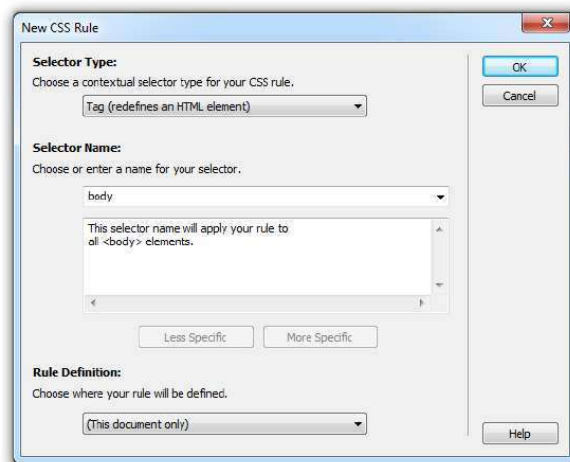 New CSS Rule
Selector Type:
Choose a contextual selector type for your CSS rule.
Tag (redefines an HTML element)
OK
Cancel
Selector Name:
Choose or enter a name for your selector.
body
This selector name will apply your rule to
all <body> elements.
Less Specific
More Specific
Rule Definition:
Choose where your rule will be defined.
(This document only)
Help